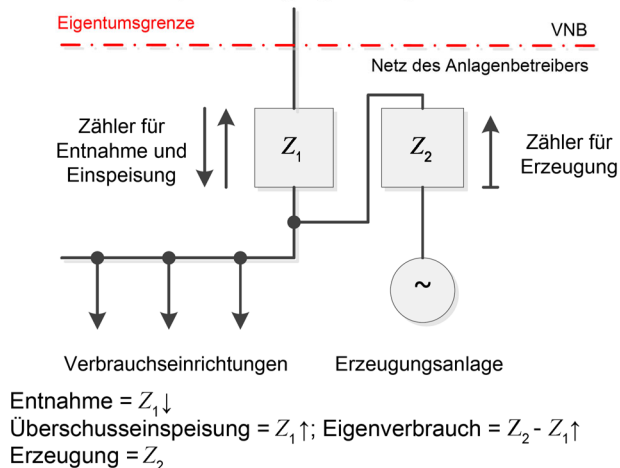 Eigentumsgrenze
VNB
Netz des Anlagenbetreibers
Zähler für
Entnahme und
Einspeisung
Z₁
Z₂
Zähler für
Erzeugung
~
Verbrauchseinrichtungen
Erzeugungsanlage
Entnahme = Z₁↓
Überschusseinspeisung = Z₁↑; Eigenverbrauch = Z₂ - Z₁↑
Erzeugung = Z₂